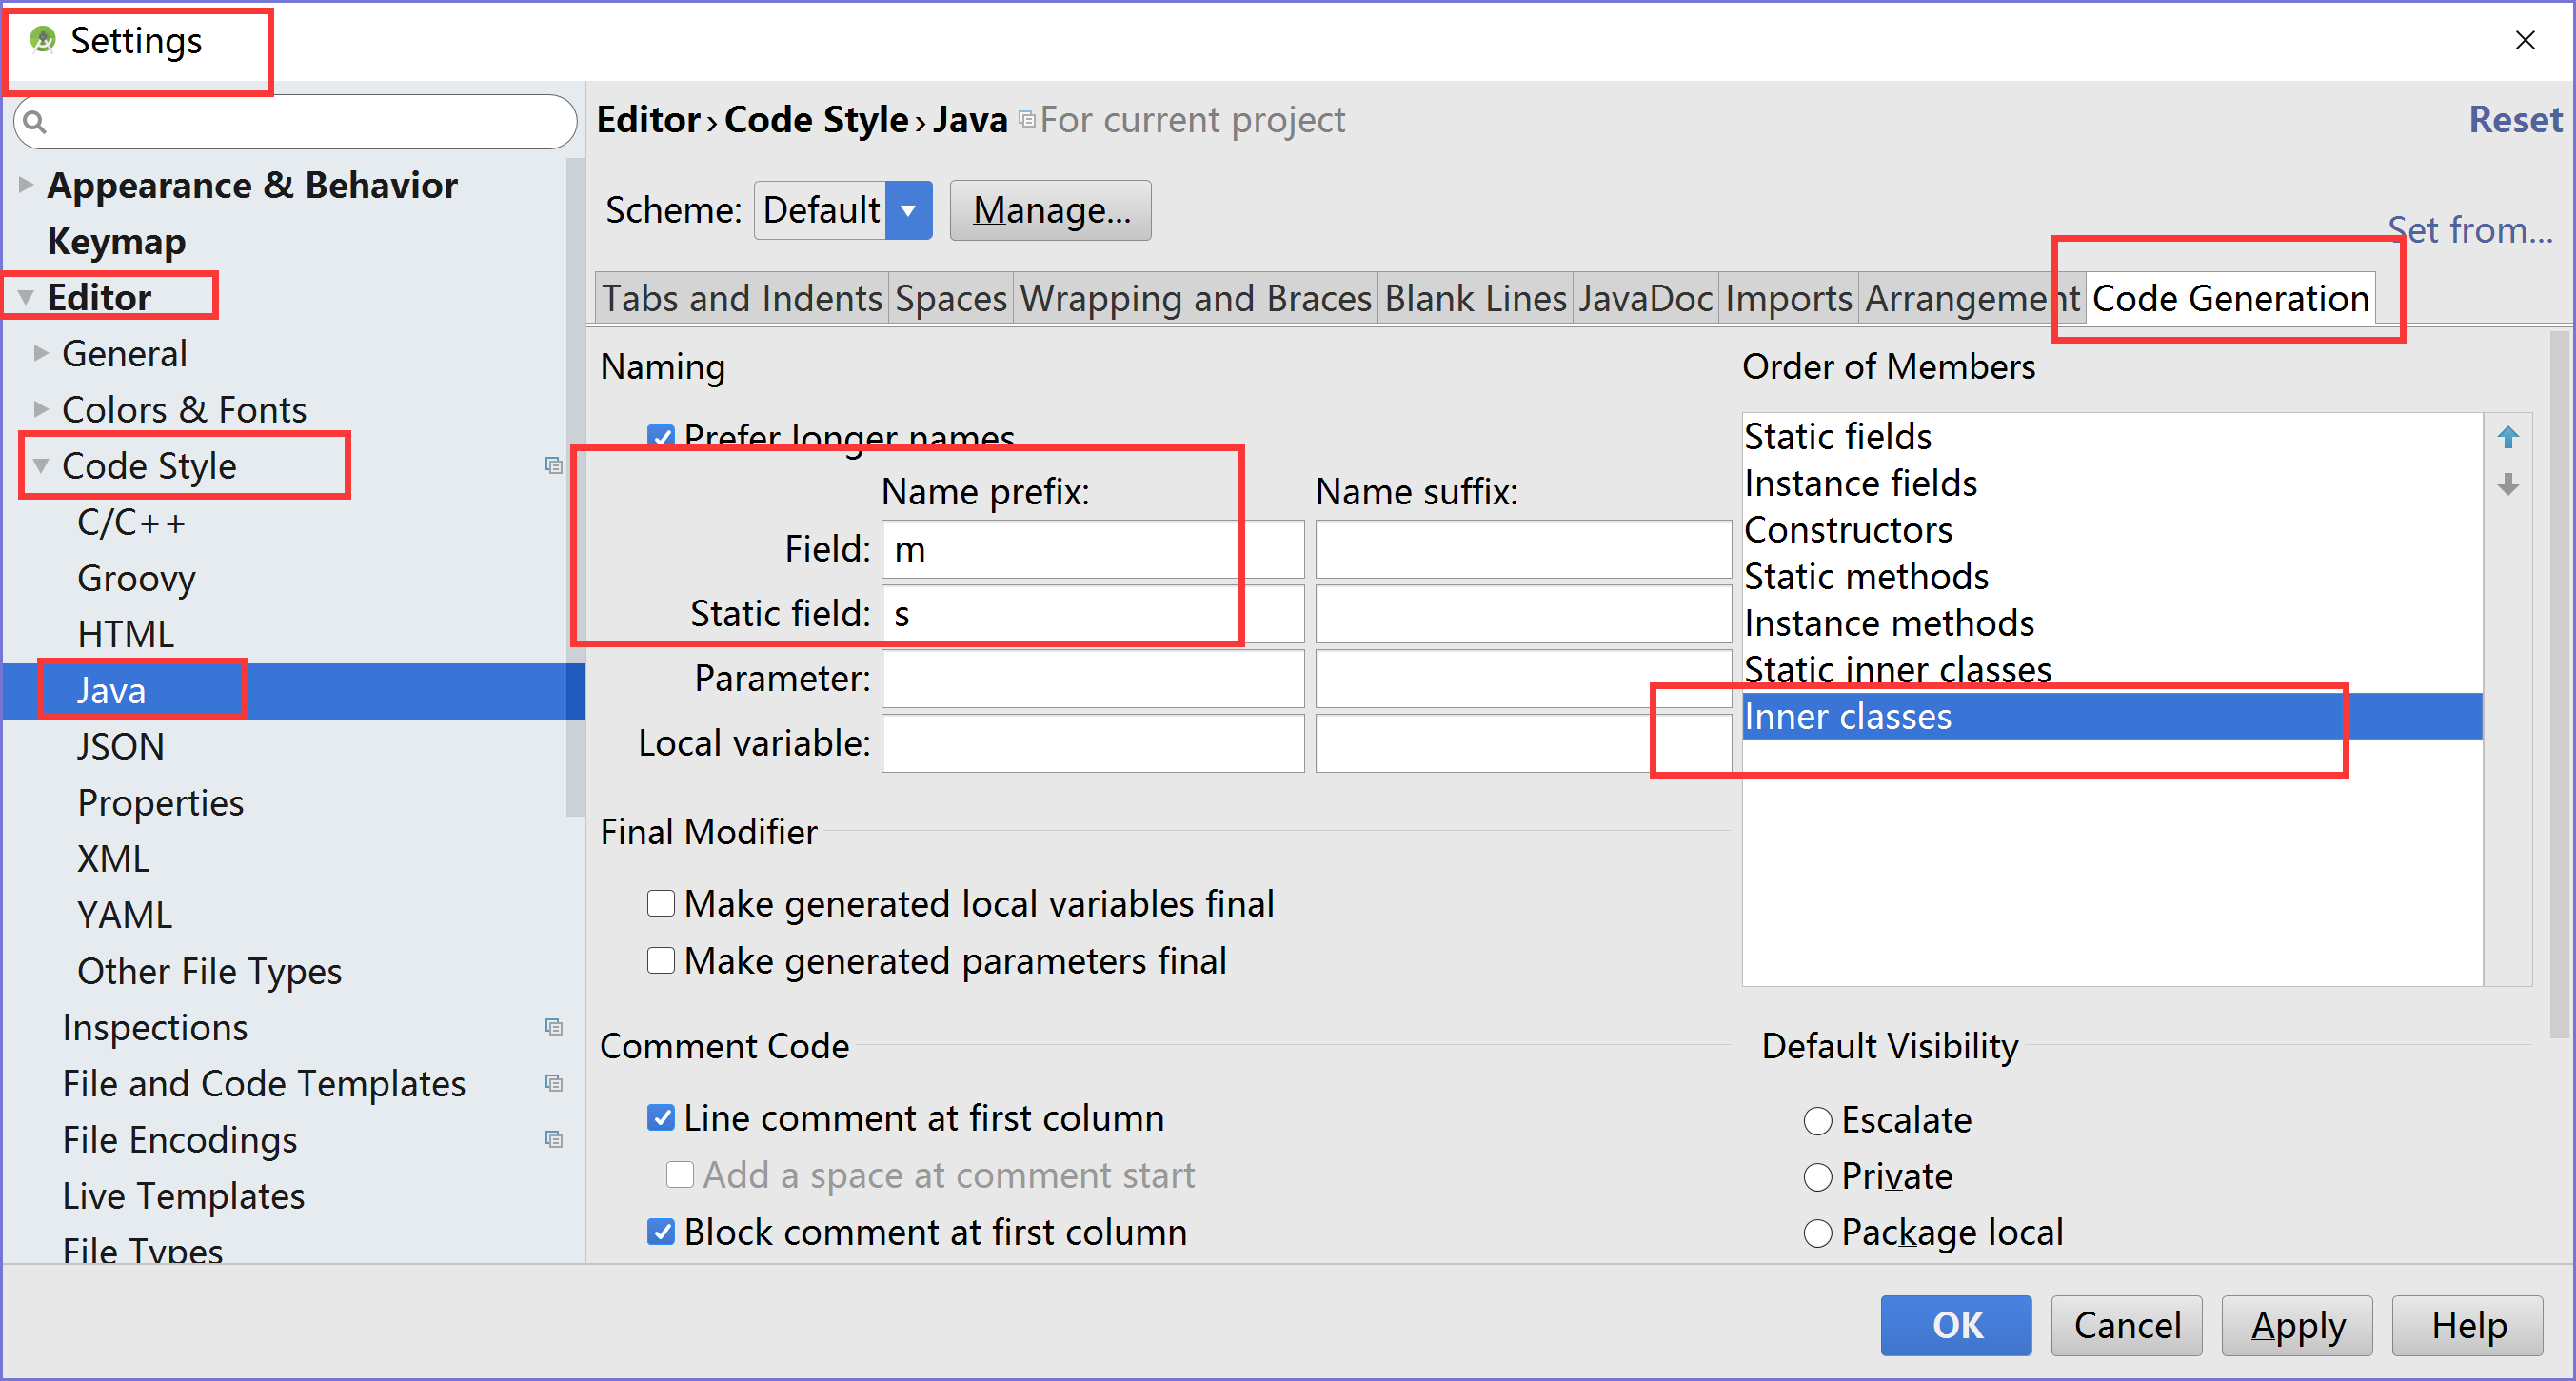 Settings
Appearance & Behavior
Keymap
Editor
General
Colors & Fonts
Code Style
C/C++
Groovy
HTML
Java
JSON
Properties
XML
YAML
Other File Types
Inspections
File and Code Templates
File Encodings
Live Templates
File Types
Editor › Code Style › Java For current project
Reset
Scheme: Default Manage...
Set from...
Tabs and Indents Spaces Wrapping and Braces Blank Lines JavaDoc Imports Arrangement Code Generation
Naming
Prefer longer names
Name prefix: Name suffix:
Field: m
Static field: s
Parameter:
Local variable:
Final Modifier
Make generated local variables final
Make generated parameters final
Comment Code
Line comment at first column
Add a space at comment start
Block comment at first column
Order of Members
Static fields
Instance fields
Constructors
Static methods
Instance methods
Static inner classes
Inner classes
Default Visibility
Escalate
Private
Package local
OK Cancel Apply Help